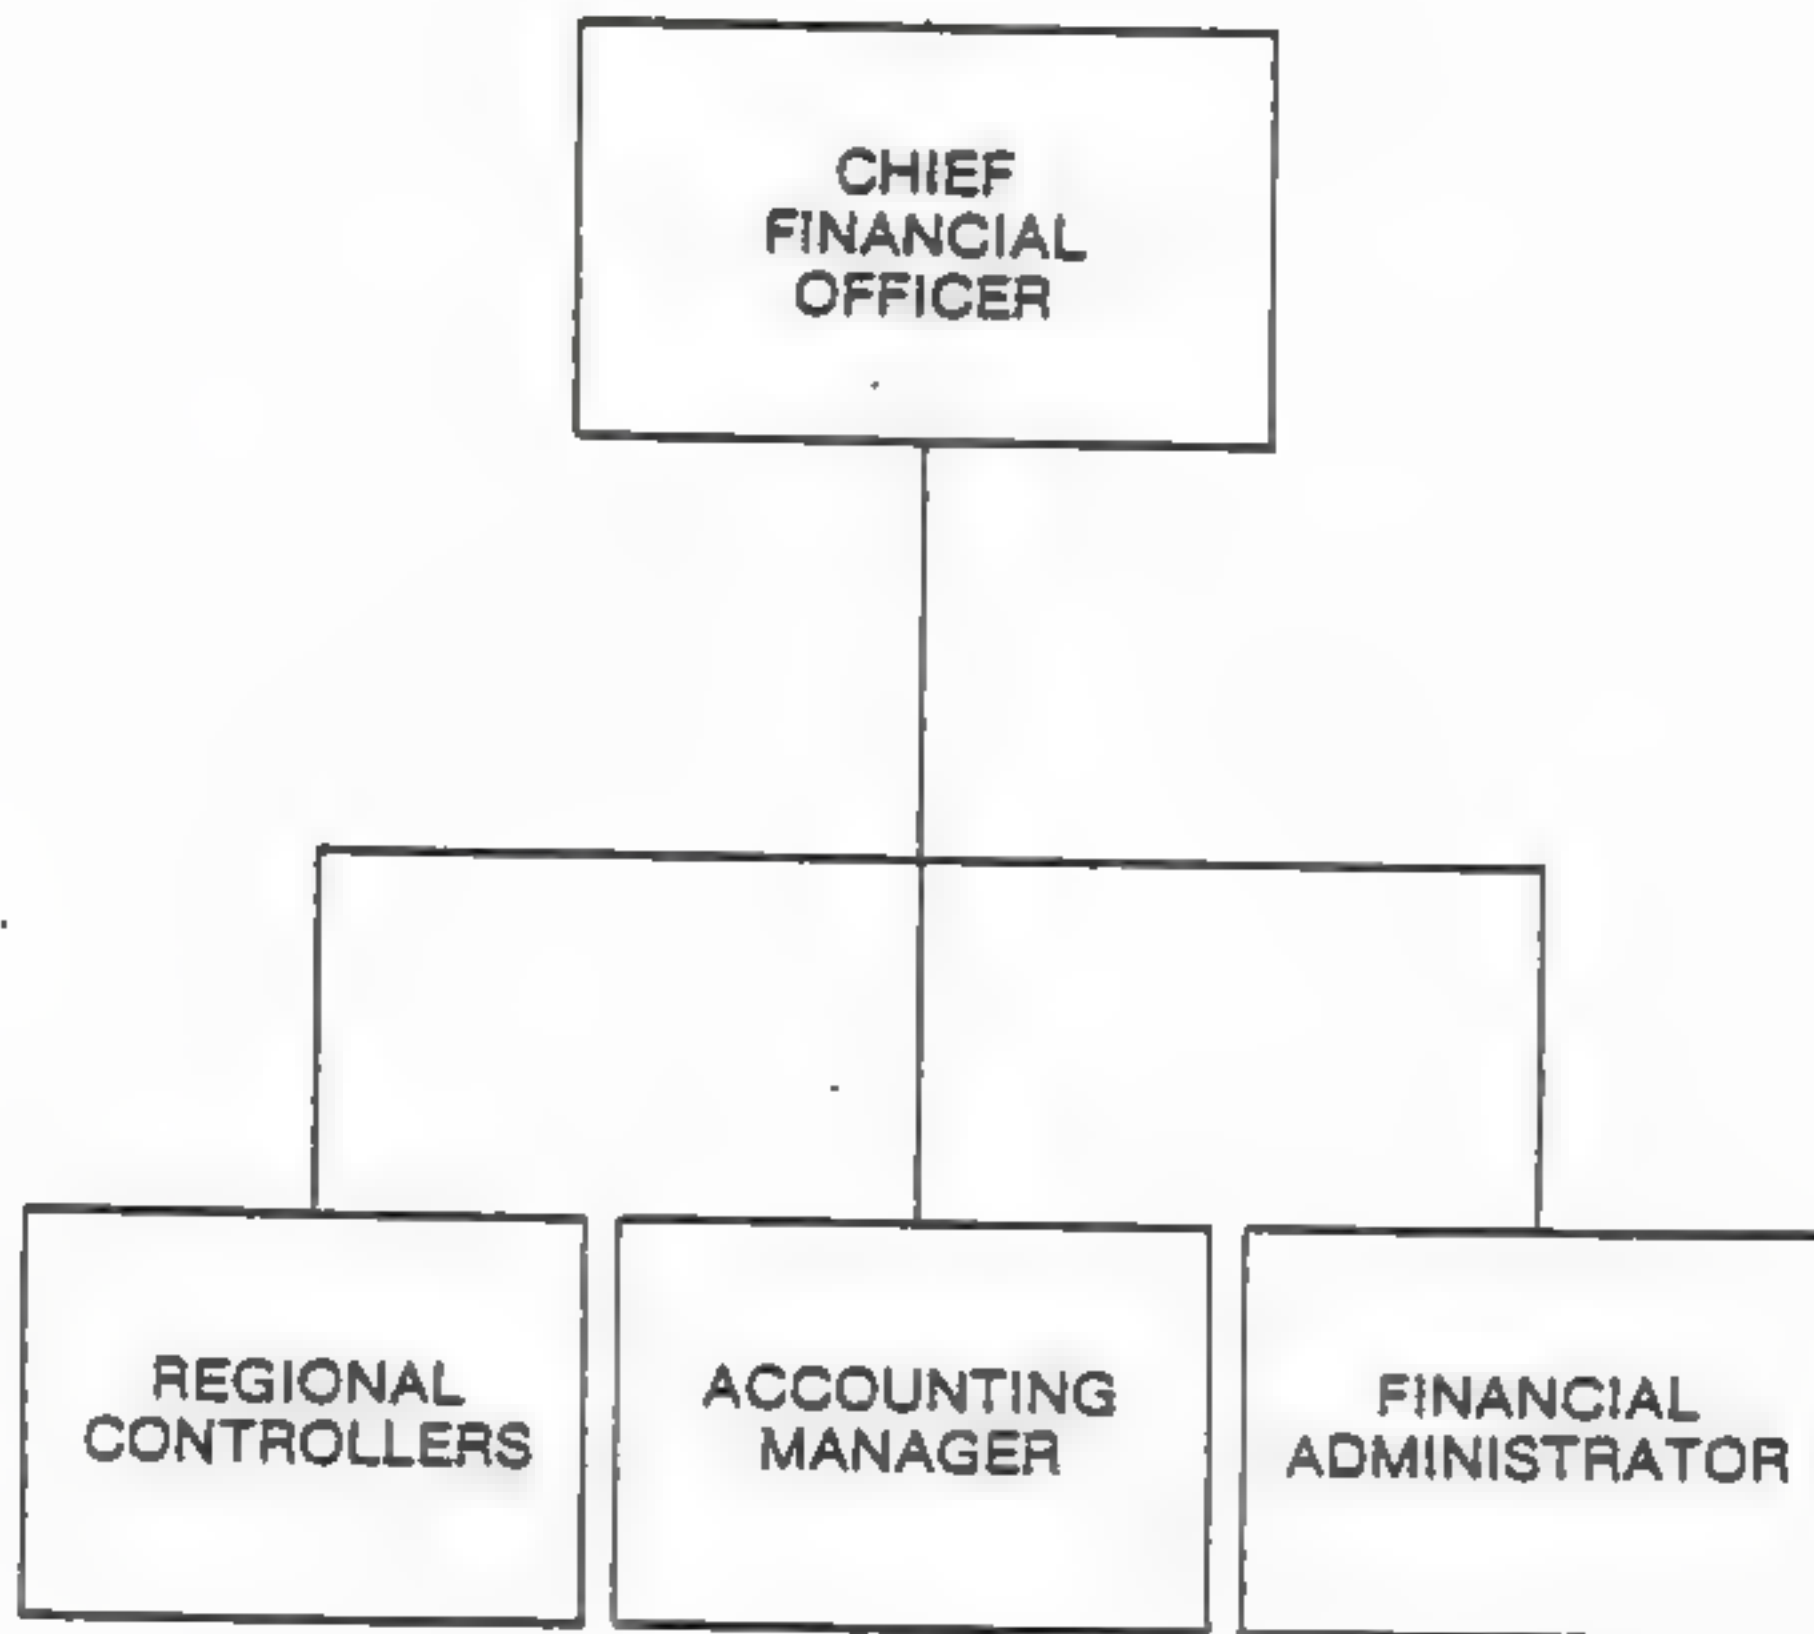 CHIEF
FINANCIAL
OFFICER
REGIONAL
CONTROLLERS
ACCOUNTING
MANAGER
FINANCIAL
ADMINISTRATOR